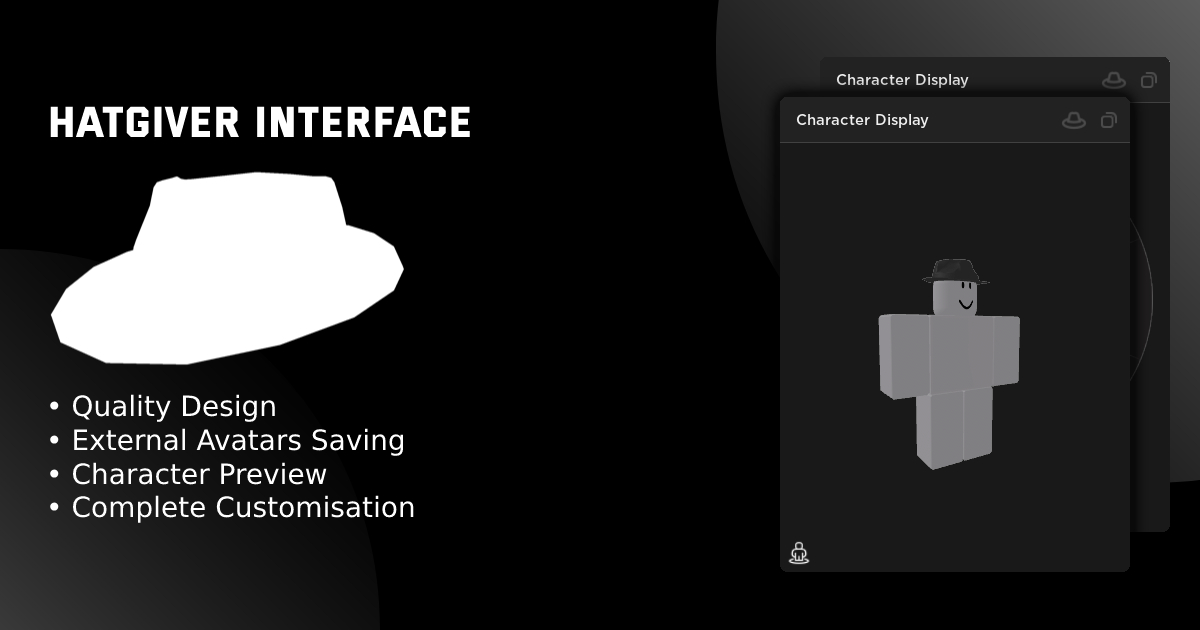 HATGIVER INTERFACE
• Quality Design
• External Avatars Saving
• Character Preview
• Complete Customisation
Character Display
Character Display